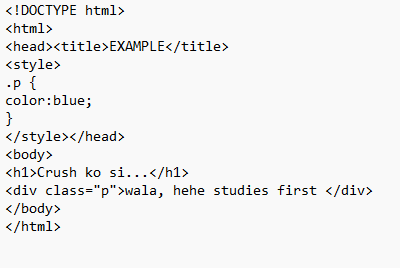 <!DOCTYPE html>
<html>
<head><title>EXAMPLE</title>
<style>
.p {
color:blue;
}
</style></head>
<body>
<h1>Crush ko si...</h1>
<div class="p">wala, hehe studies first </div>
</body>
</html>